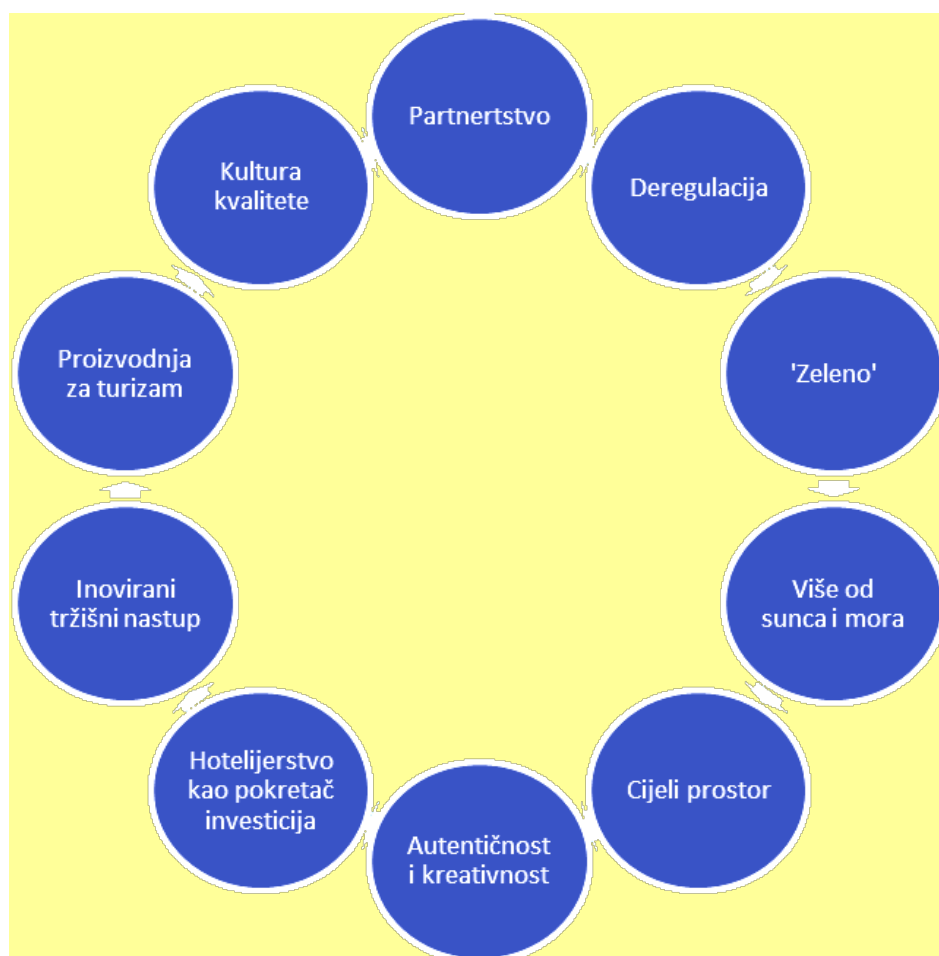 Partnertstvo
Deregulacija
'Zeleno'
Više od
sunca i mora
Cijeli prostor
Autentičnost
i kreativnost
Hotelijerstvo
kao pokretač
investicija
Inovirani
tržišni nastup
Proizvodnja
za turizam
Kultura
kvalitete